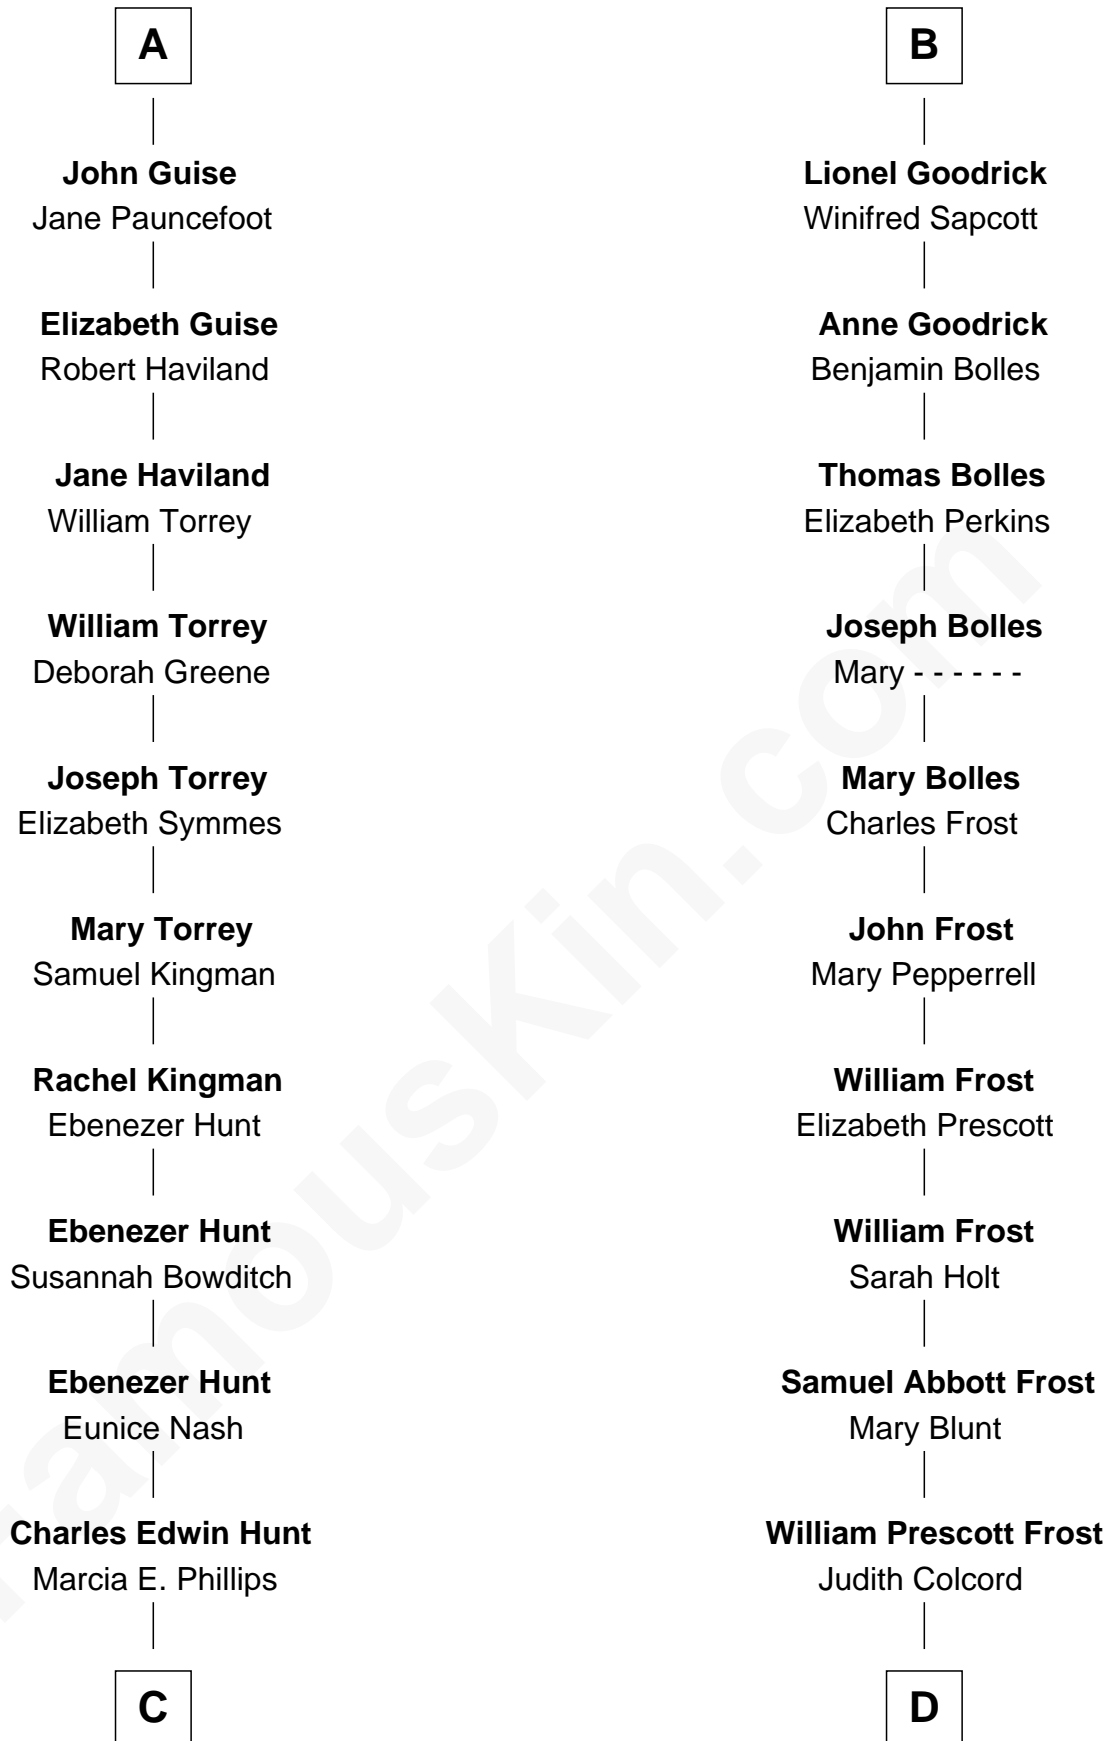 A
John Guise
Jane Pauncefoot
Elizabeth Guise
Robert Haviland
Jane Haviland
William Torrey
William Torrey
Deborah Greene
Joseph Torrey
Elizabeth Symmes
Mary Torrey
Samuel Kingman
Rachel Kingman
Ebenezer Hunt
Ebenezer Hunt
Susannah Bowditch
Ebenezer Hunt
Eunice Nash
Charles Edwin Hunt
Marcia E. Phillips
C
B
Lionel Goodrick
Winifred Sapcott
Anne Goodrick
Benjamin Bolles
Thomas Bolles
Elizabeth Perkins
Joseph Bolles
Mary - - - - - -
Mary Bolles
Charles Frost
John Frost
Mary Pepperrell
William Frost
Elizabeth Prescott
William Frost
Sarah Holt
Samuel Abbott Frost
Mary Blunt
William Prescott Frost
Judith Colcord
D
FamousKin.com